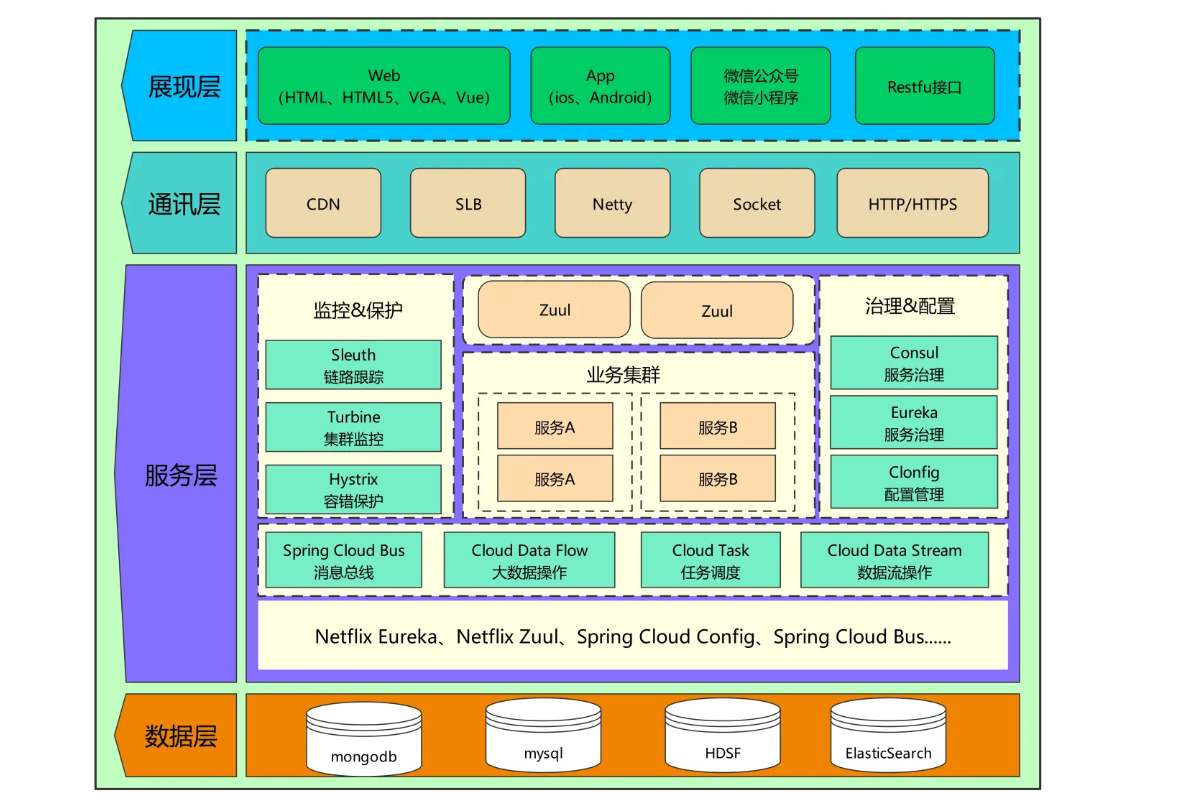 展现层
Web
（HTML、HTML5、VGA、Vue）
App
（ios、Android）
微信公众号
微信小程序
Restfu接口
通讯层
CDN
SLB
Netty
Socket
HTTP/HTTPS
服务层
监控&保护
Sleuth
链路跟踪
Turbine
集群监控
Hystrix
容错保护
Zuul
Zuul
业务集群
服务A
服务B
服务A
服务B
治理&配置
Consul
服务治理
Eureka
服务治理
Clonfig
配置管理
Spring Cloud Bus
消息总线
Cloud Data Flow
大数据操作
Cloud Task
任务调度
Cloud Data Stream
数据流操作
Netflix Eureka、Netflix Zuul、Spring Cloud Config、Spring Cloud Bus......
数据层
mongodb
mysql
HDSF
ElasticSearch